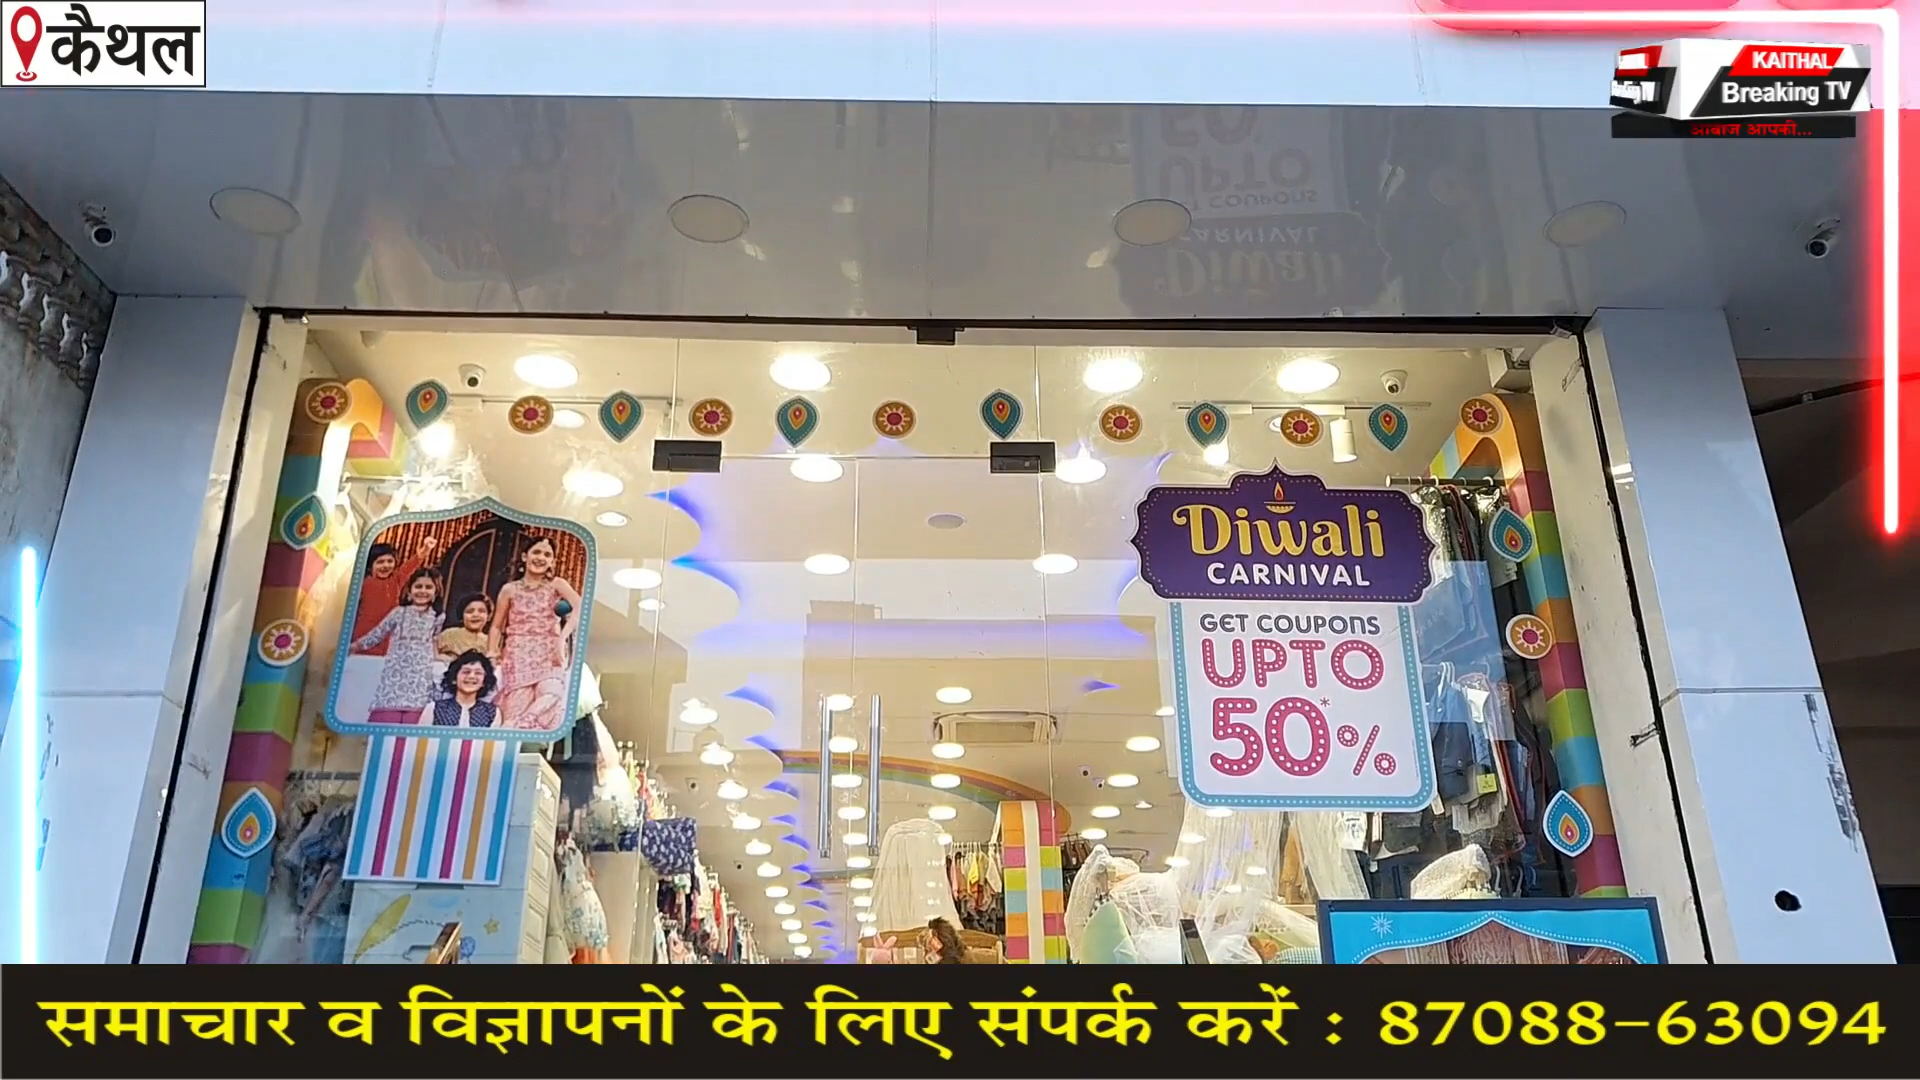 कैथल
KAITHAL
Breaking TV
आवाज आपकी...
Diwali
CARNIVAL
GET COUPONS
UPTO
50*%
समाचार व विज्ञापनों के लिए संपर्क करें : 87088-63094